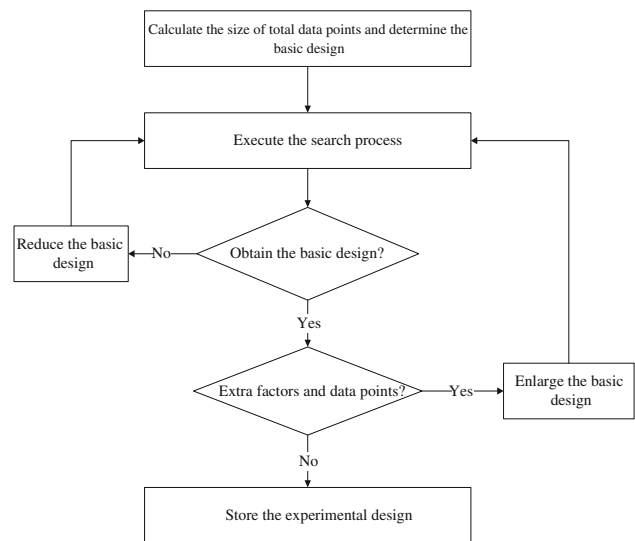 Calculate the size of total data points and determine the
basic design
Execute the search process
Reduce the basic
design
No
Obtain the basic design?
Yes
Extra factors and data points?
Yes
Enlarge the basic
design
No
Store the experimental design